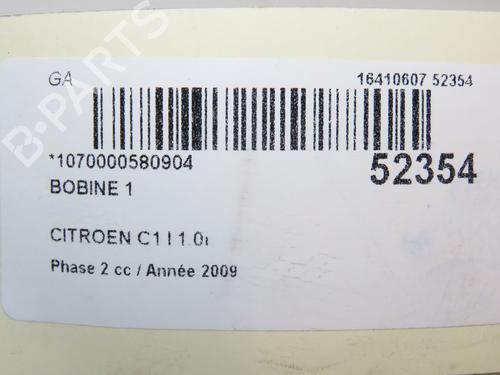 GA
16410607 52354
*1070000580904
52354
BOBINE 1
CITROEN C1 I 1.0i
Phase 2 cc / Année 2009
B-PARTS